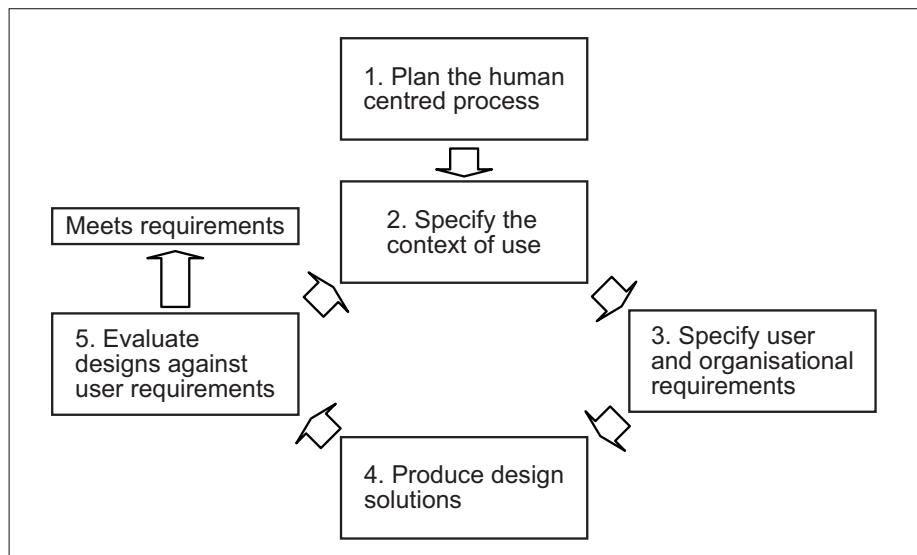 1. Plan the human
centred process
Meets requirements
2. Specify the
context of use
5. Evaluate
designs against
user requirements
3. Specify user
and organisational
requirements
4. Produce design
solutions